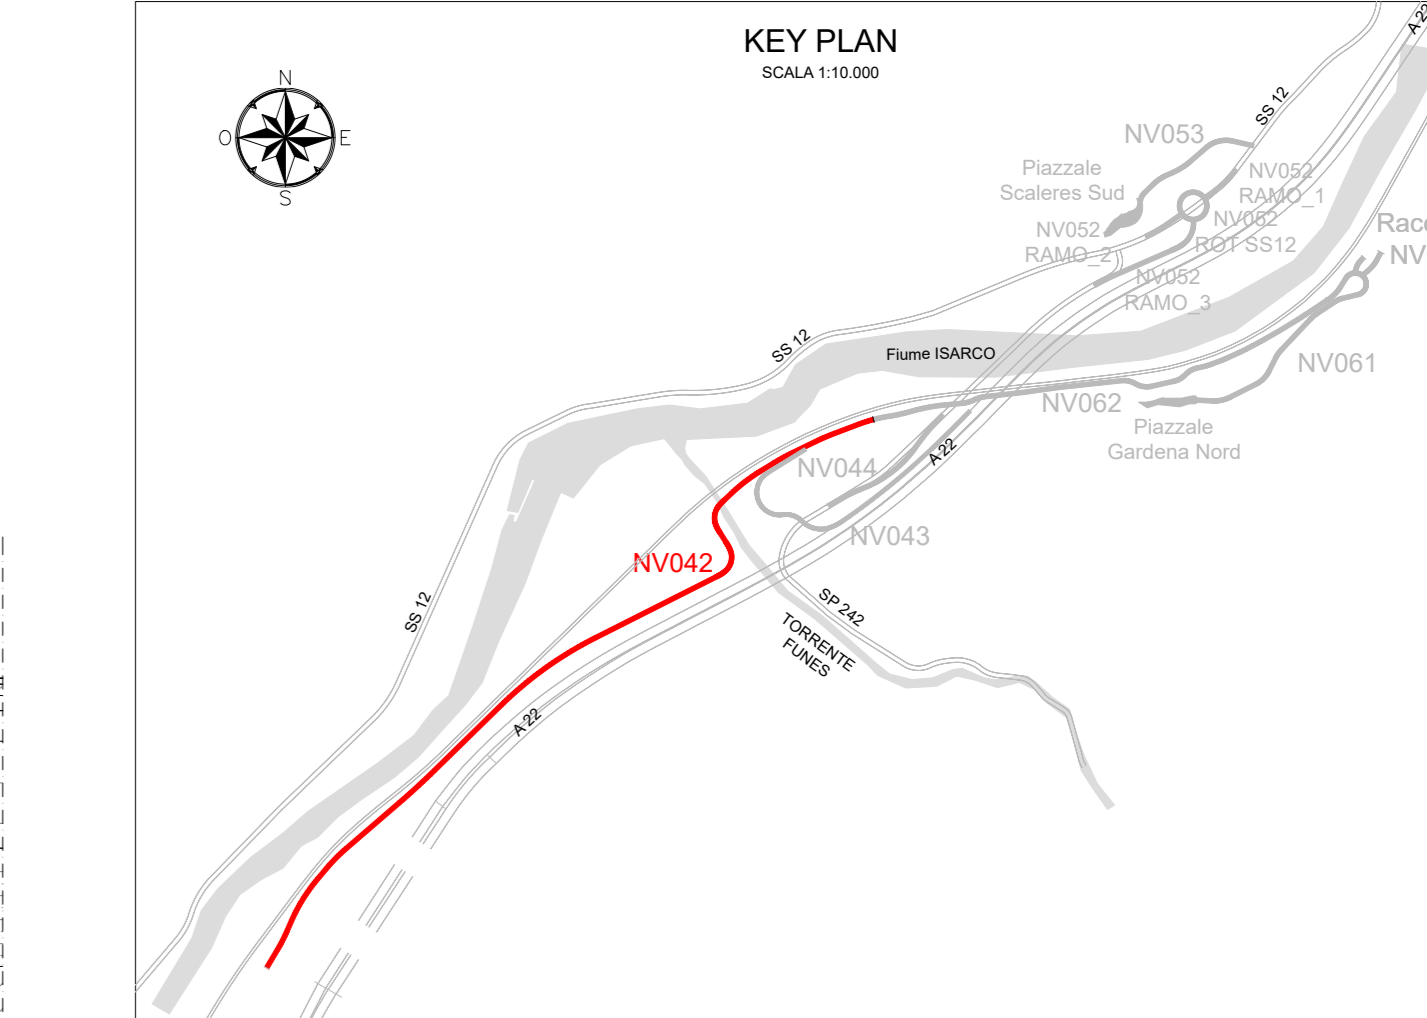 KEY PLAN
SCALA 1:10.000
N
O
E
S
A 22
SS 12
NV053
Piazzale
Scaleres Sud
NV052
RAMO_1
NV052
ROT SS12
NV052
RAMO_2
NV052
RAMO_3
NV061
SS 12
Fiume ISARCO
NV062
Piazzale
Gardena Nord
A 22
NV044
NV043
NV042
SS 12
SP 242
TORRENTE
FUNES
A 22